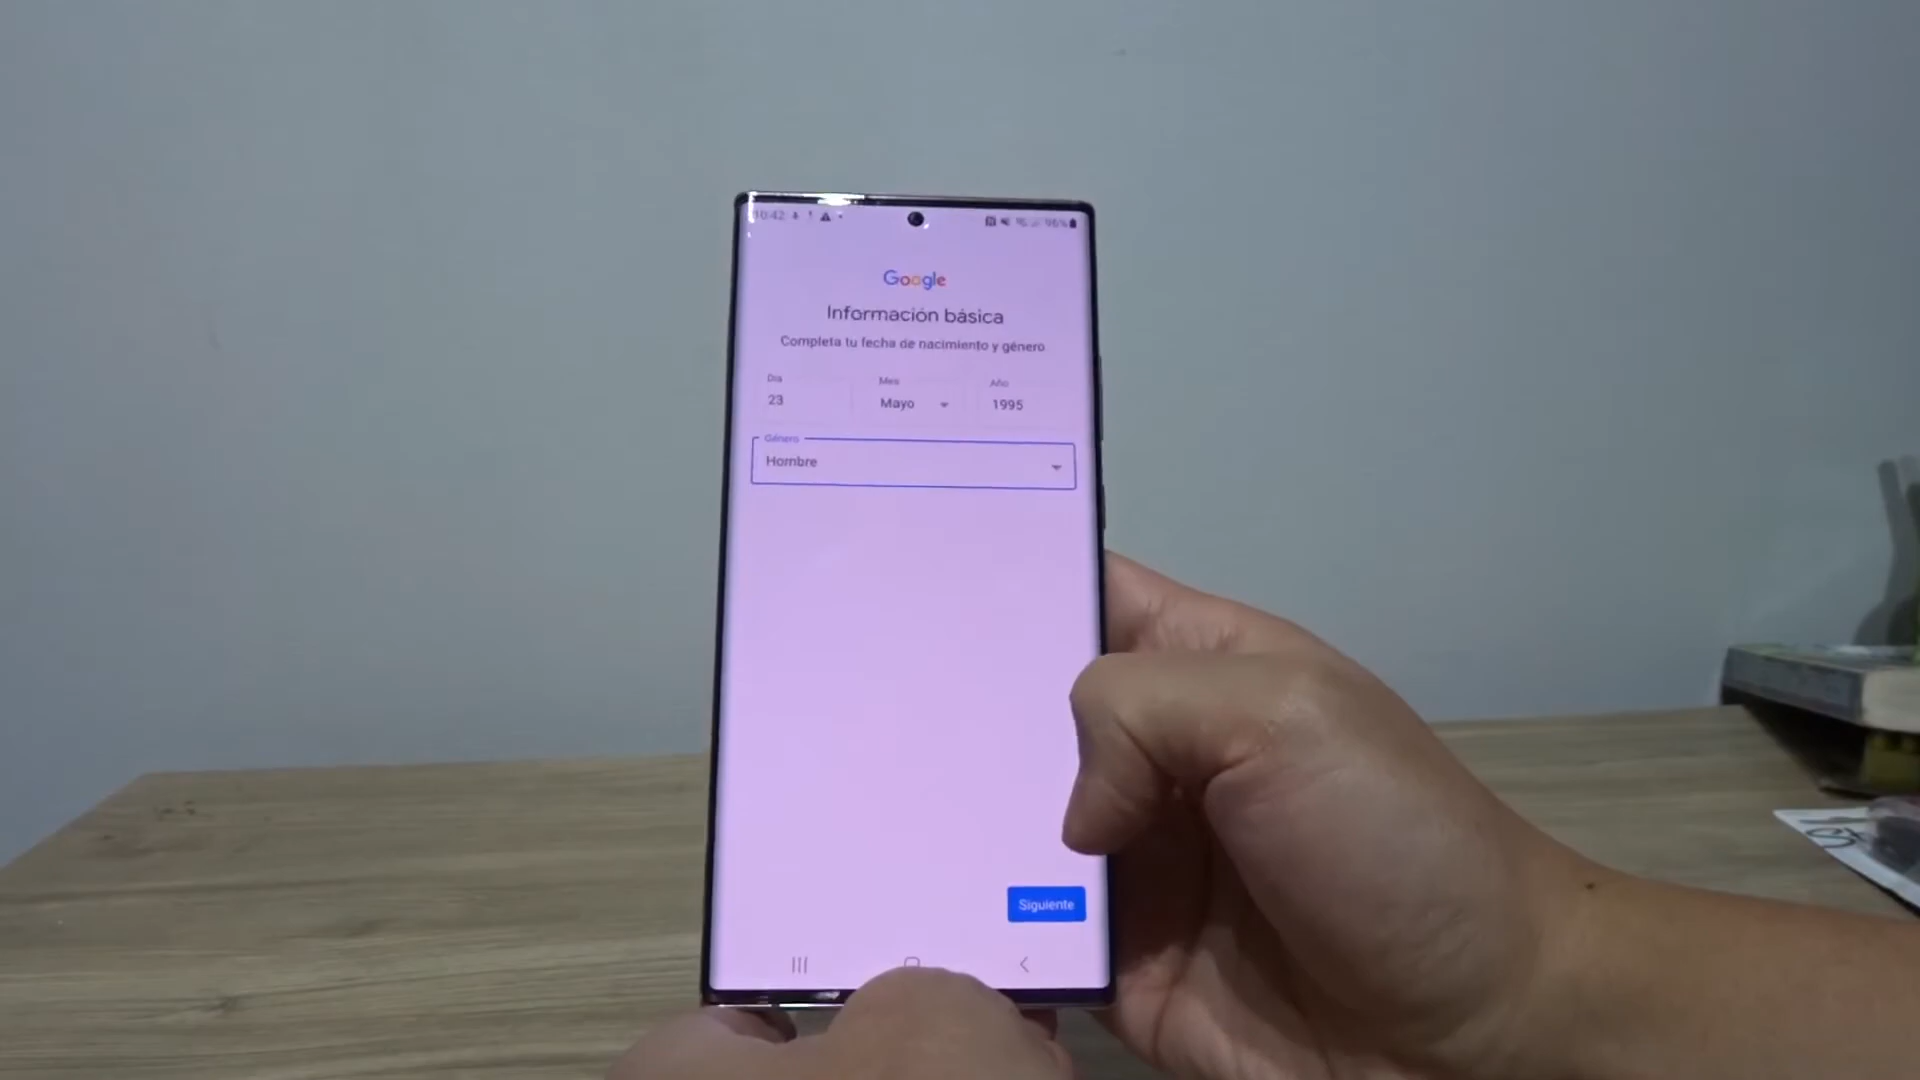 10:42 96%
Google
Información básica
Completa tu fecha de nacimiento y género
Día Mes Año
23 Mayo 1995
Género
Hombre
Siguiente